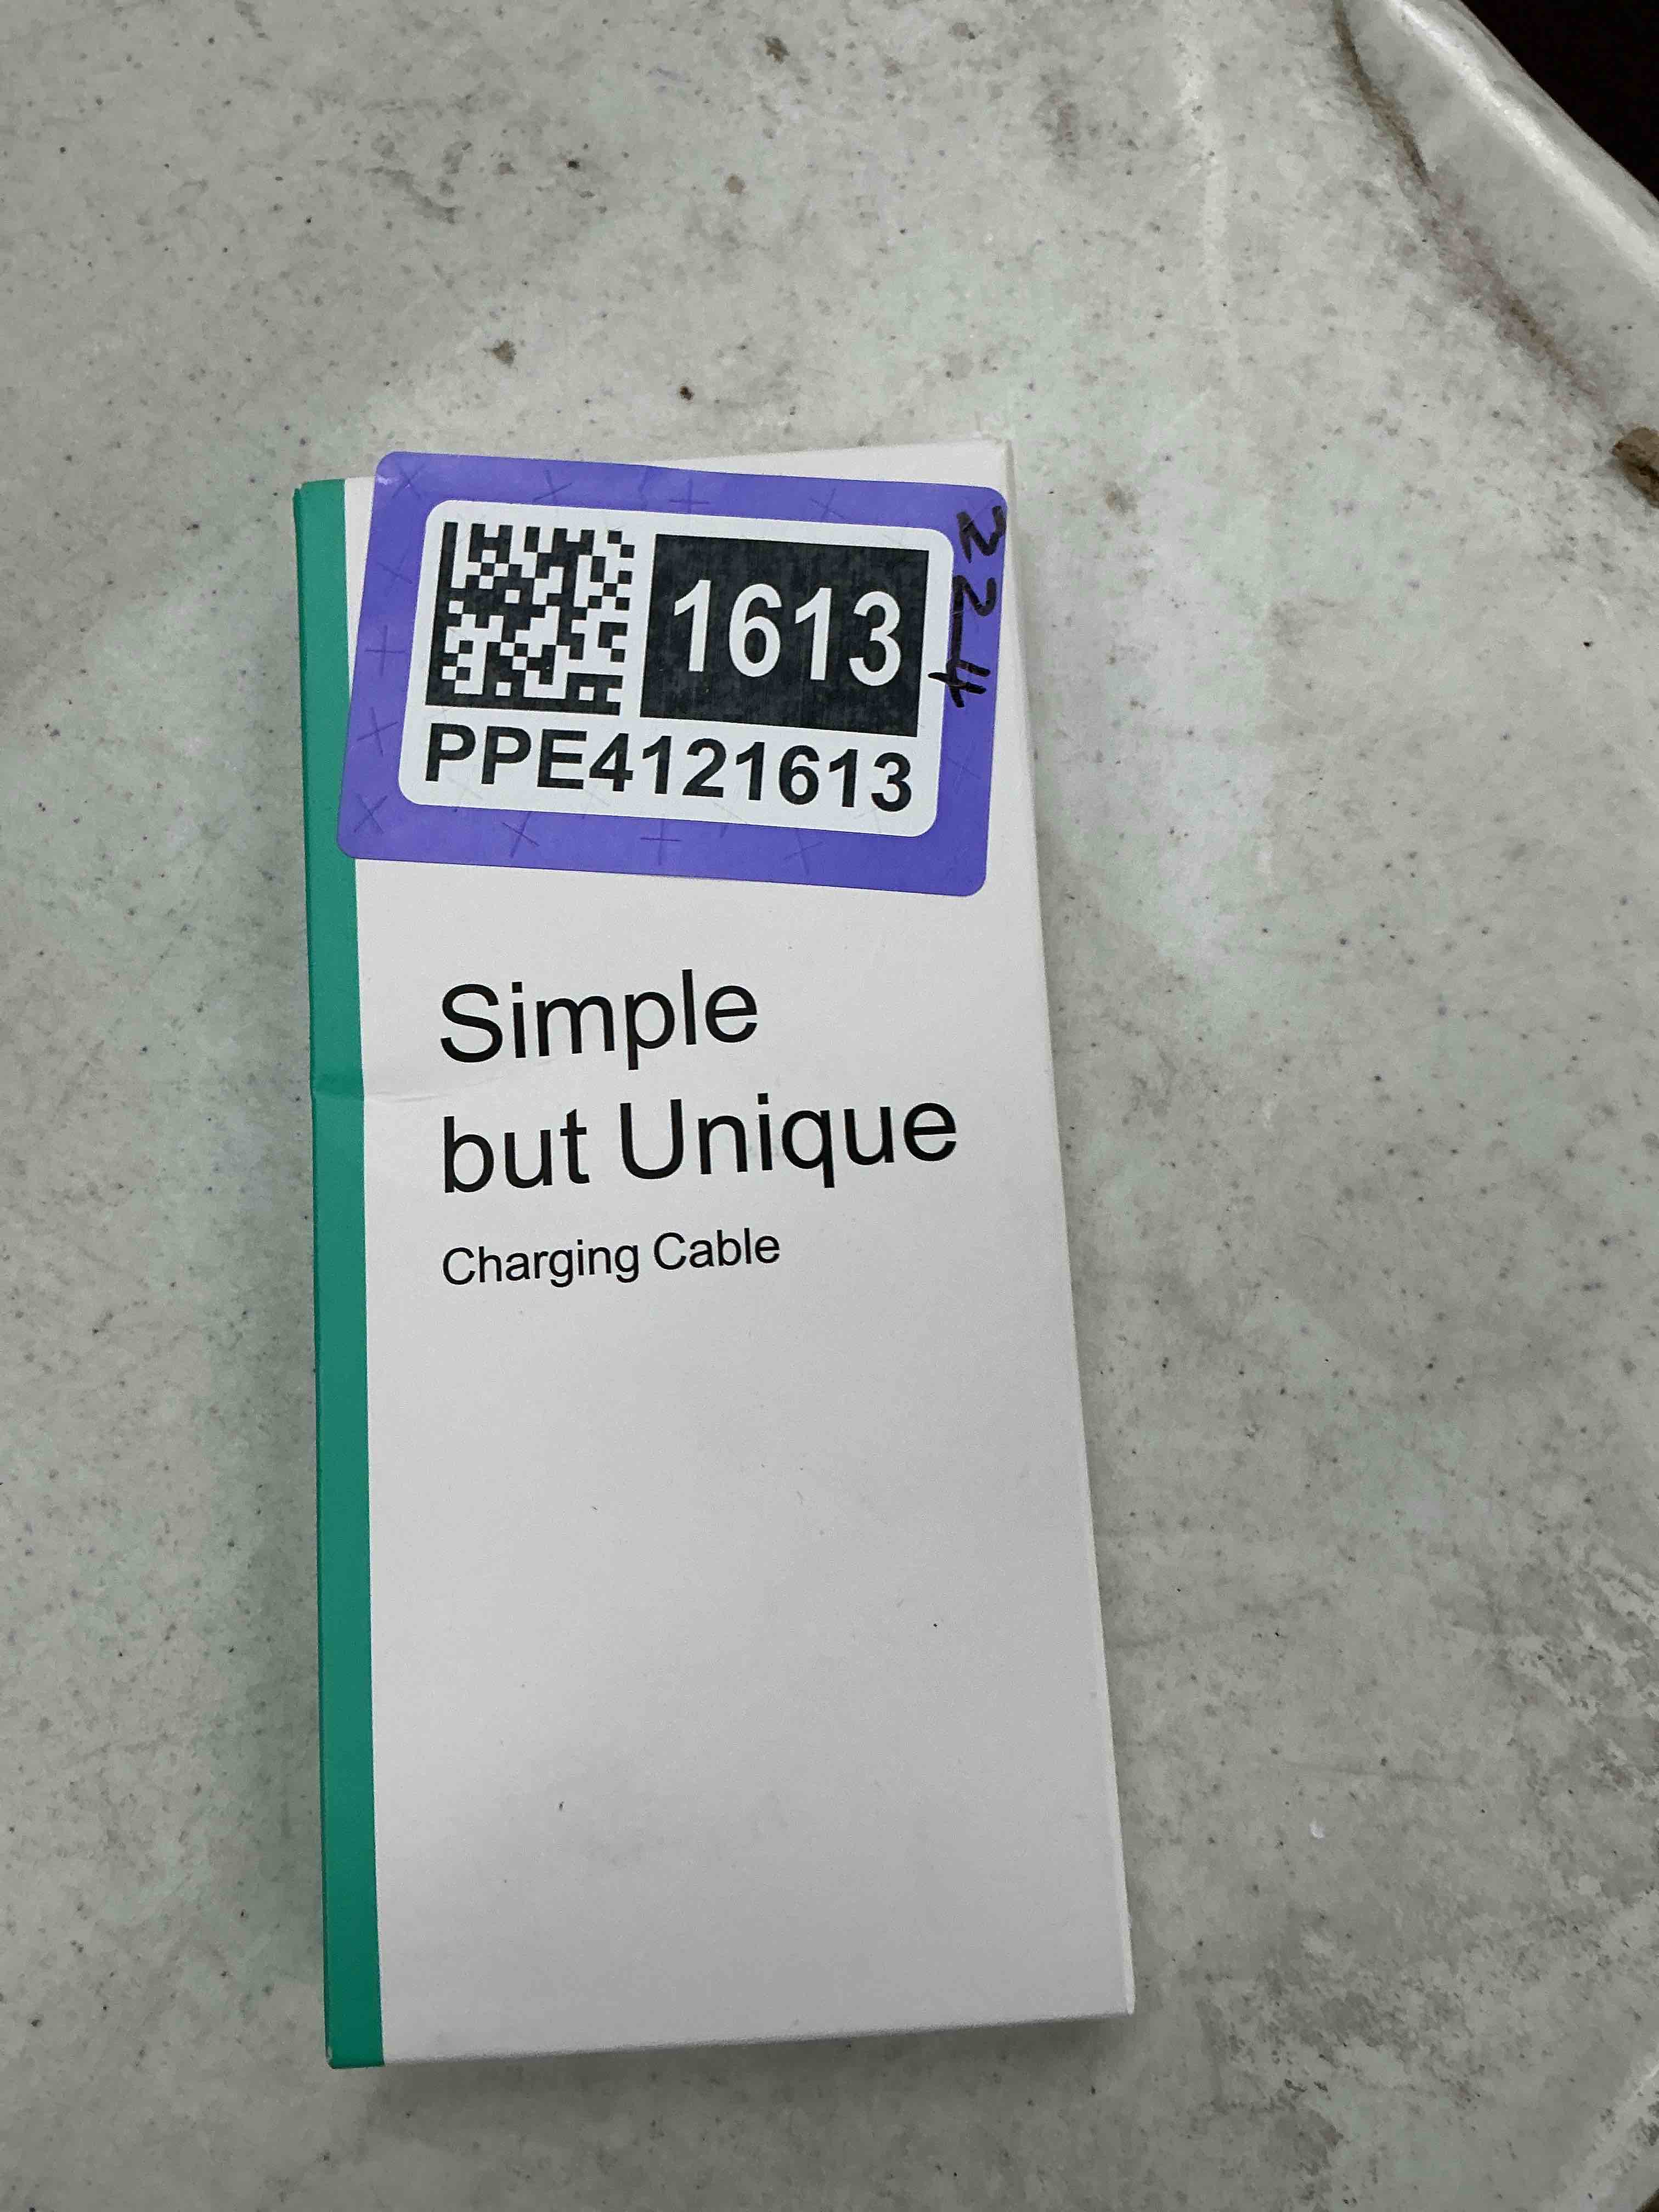 1613
PPE4121613
Simple
but Unique
Charging Cable